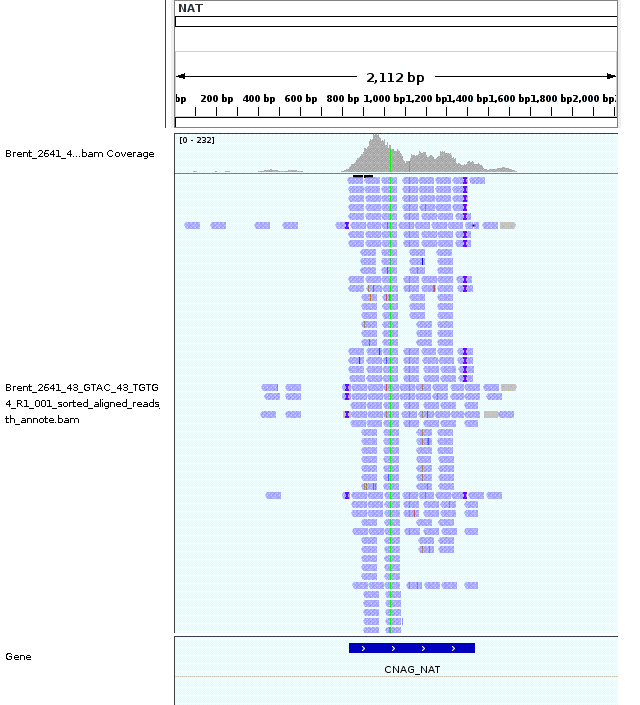 NAT
2,112 bp
bp 200 bp 400 bp 600 bp 800 bp 1,000 bp 1,200 bp 1,400 bp 1,600 bp 1,800 bp 2,000 bp
[0 - 232]
Brent_2641_4...bam Coverage
Brent_2641_43_GTAC_43_TGTG
4_R1_001_sorted_aligned_reads_
th_annote.bam
Gene
CNAG_NAT